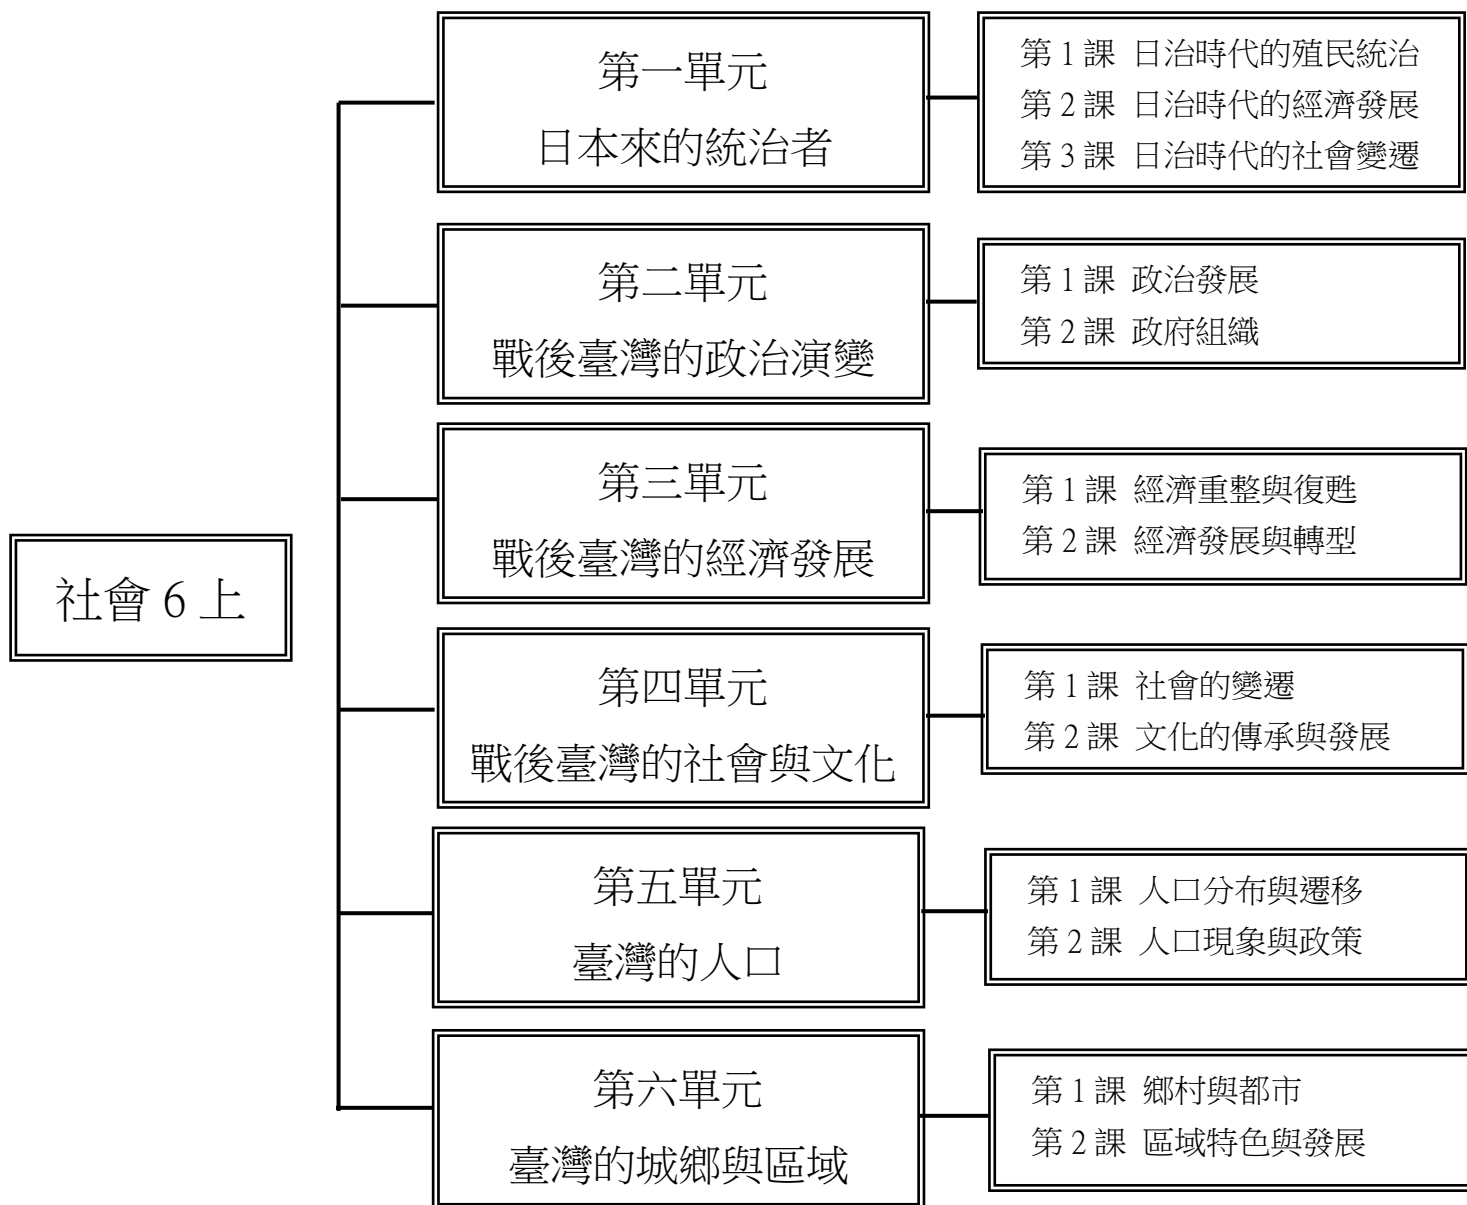 社會 6 上
第一單元
日本來的統治者
第 1 課 日治時代的殖民統治
第 2 課 日治時代的經濟發展
第 3 課 日治時代的社會變遷
第二單元
戰後臺灣的政治演變
第 1 課 政治發展
第 2 課 政府組織
第三單元
戰後臺灣的經濟發展
第 1 課 經濟重整與復甦
第 2 課 經濟發展與轉型
第四單元
戰後臺灣的社會與文化
第 1 課 社會的變遷
第 2 課 文化的傳承與發展
第五單元
臺灣的人口
第 1 課 人口分布與遷移
第 2 課 人口現象與政策
第六單元
臺灣的城鄉與區域
第 1 課 鄉村與都市
第 2 課 區域特色與發展